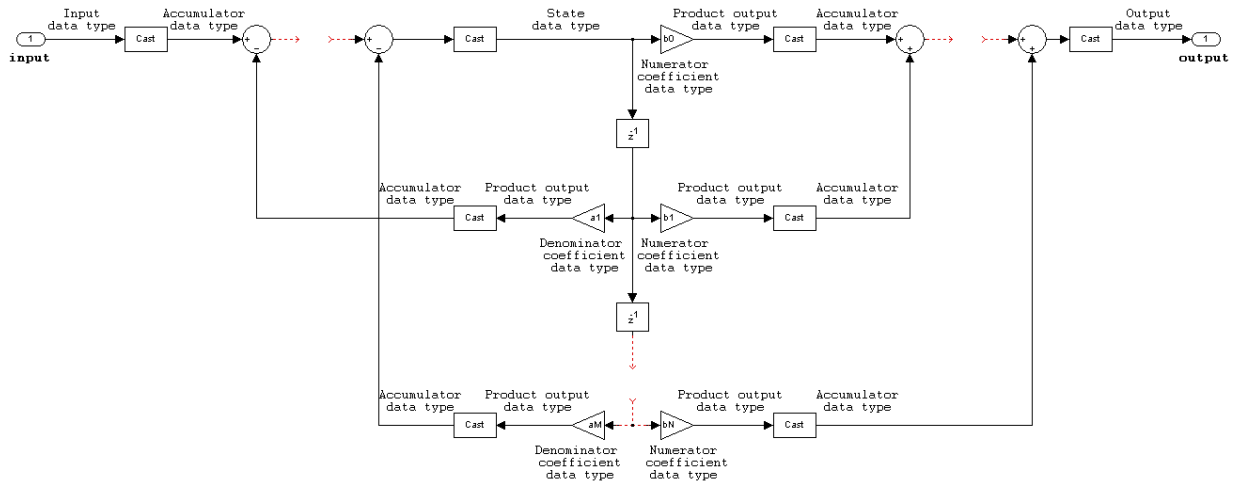 Input
data type
Accumulator
data type
State
data type
Product output
data type
Accumulator
data type
Output
data type
1
input
Cast
+
−
+
−
Cast
b0
Cast
+
+
+
+
Cast
1
output
Numerator
coefficient
data type
z-1
Accumulator
data type
Product output
data type
Product output
data type
Accumulator
data type
Cast
a1
b1
Cast
Denominator
coefficient
data type
Numerator
coefficient
data type
z-1
Accumulator
data type
Product output
data type
Product output
data type
Accumulator
data type
Cast
aM
bN
Cast
Denominator
coefficient
data type
Numerator
coefficient
data type